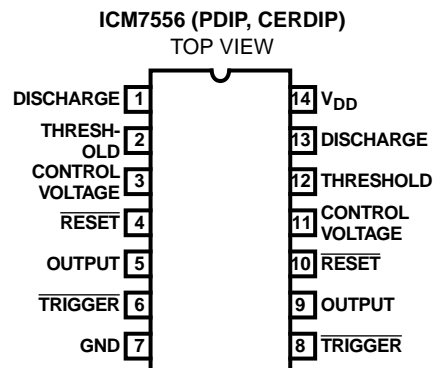 ICM7556 (PDIP, CERDIP)
TOP VIEW
DISCHARGE 1
THRESH-
OLD 2
CONTROL
VOLTAGE 3
RESET 4
OUTPUT 5
TRIGGER 6
GND 7
14 VDD
13 DISCHARGE
12 THRESHOLD
11 CONTROL
VOLTAGE
10 RESET
9 OUTPUT
8 TRIGGER